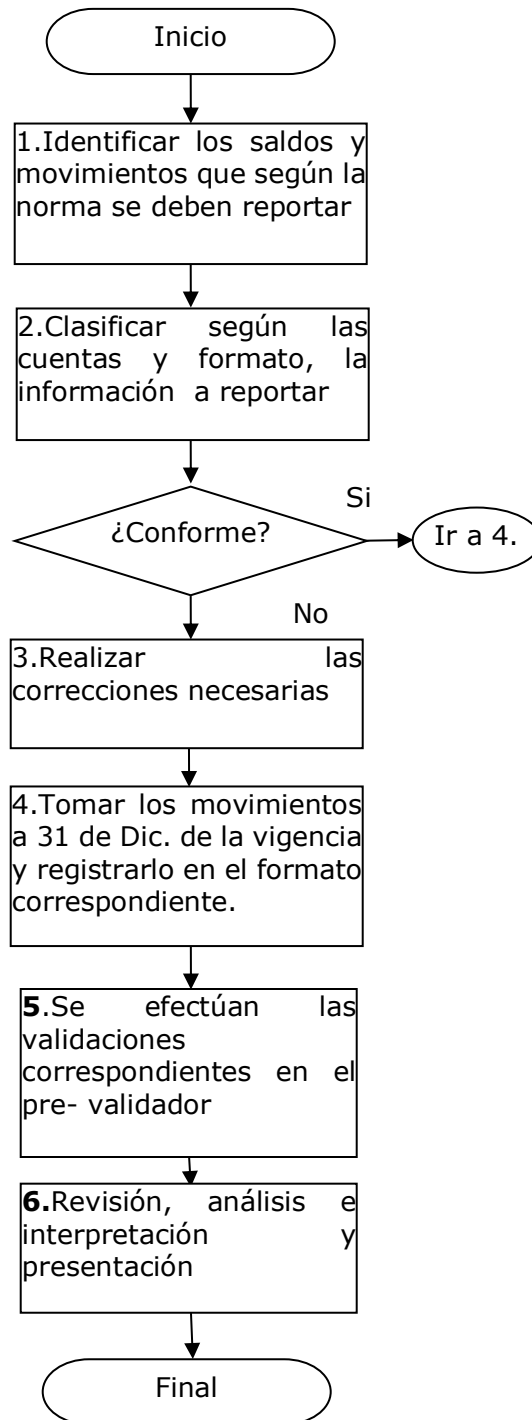 Inicio
1.Identificar los saldos y
movimientos que según la
norma se deben reportar
2.Clasificar según las
cuentas y formato, la
información a reportar
Si
¿Conforme?
Ir a 4.
No
3.Realizar las
correcciones necesarias
4.Tomar los movimientos
a 31 de Dic. de la vigencia
y registrarlo en el formato
correspondiente.
5.Se efectúan las
validaciones
correspondientes en el
pre- validador
6.Revisión, análisis e
interpretación y
presentación
Final